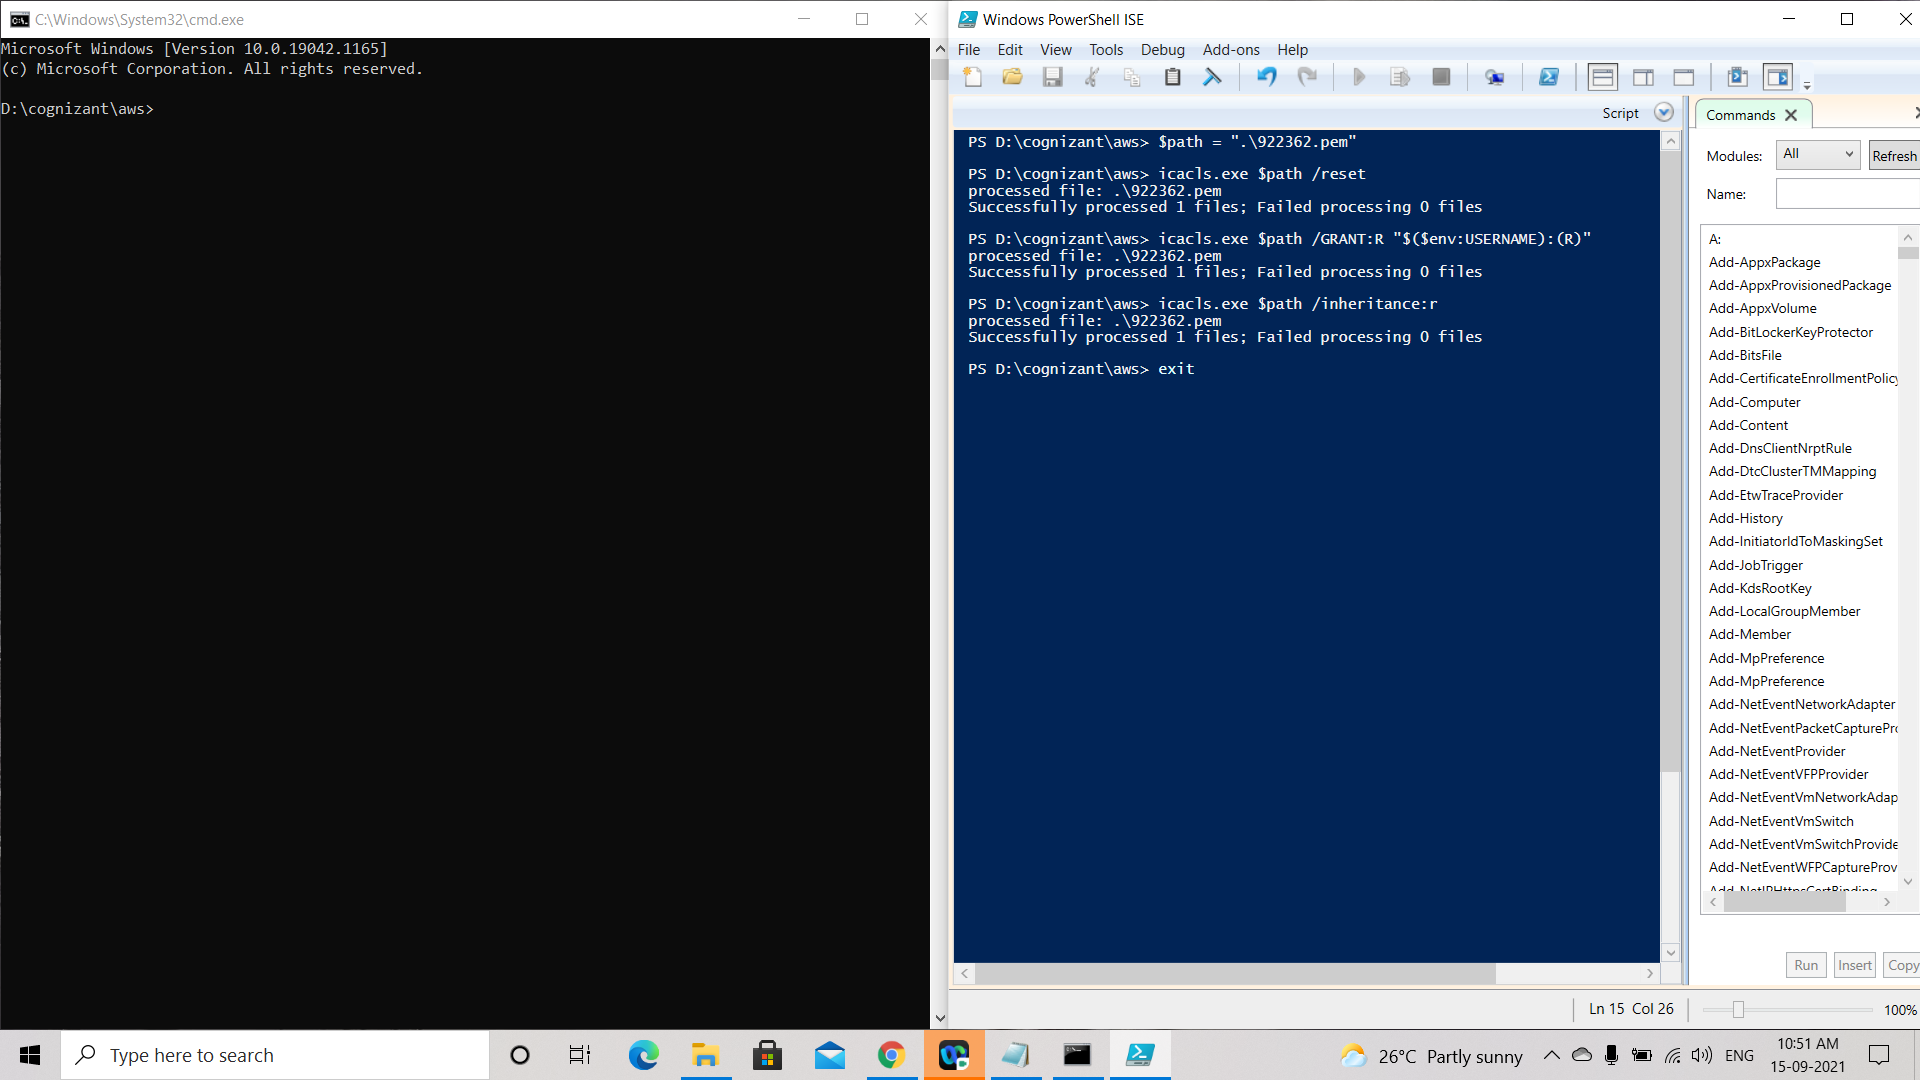 C:\Windows\System32\cmd.exe
Microsoft Windows [Version 10.0.19042.1165]
(c) Microsoft Corporation. All rights reserved.
D:\cognizant\aws>
Windows PowerShell ISE
File Edit View Tools Debug Add-ons Help
Script
PS D:\cognizant\aws> $path = ".\922362.pem"
PS D:\cognizant\aws> icacls.exe $path /reset
processed file: .\922362.pem
Successfully processed 1 files; Failed processing 0 files
PS D:\cognizant\aws> icacls.exe $path /GRANT:R "$($env:USERNAME):(R)"
processed file: .\922362.pem
Successfully processed 1 files; Failed processing 0 files
PS D:\cognizant\aws> icacls.exe $path /inheritance:r
processed file: .\922362.pem
Successfully processed 1 files; Failed processing 0 files
PS D:\cognizant\aws> exit
Commands
Modules: All Refresh
Name:
A:
Add-AppxPackage
Add-AppxProvisionedPackage
Add-AppxVolume
Add-BitLockerKeyProtector
Add-BitsFile
Add-CertificateEnrollmentPolicy
Add-Computer
Add-Content
Add-DnsClientNrptRule
Add-DtcClusterTMMapping
Add-EtwTraceProvider
Add-History
Add-InitiatorIdToMaskingSet
Add-JobTrigger
Add-KdsRootKey
Add-LocalGroupMember
Add-Member
Add-MpPreference
Add-MpPreference
Add-NetEventNetworkAdapter
Add-NetEventPacketCapturePro
Add-NetEventProvider
Add-NetEventVFPProvider
Add-NetEventVmNetworkAdap
Add-NetEventVmSwitch
Add-NetEventVmSwitchProvide
Add-NetEventWFPCaptureProv
Add-NetIPHttpsCertBinding
Run Insert Copy
Ln 15 Col 26
100%
Type here to search
26°C Partly sunny
ENG
10:51 AM
15-09-2021